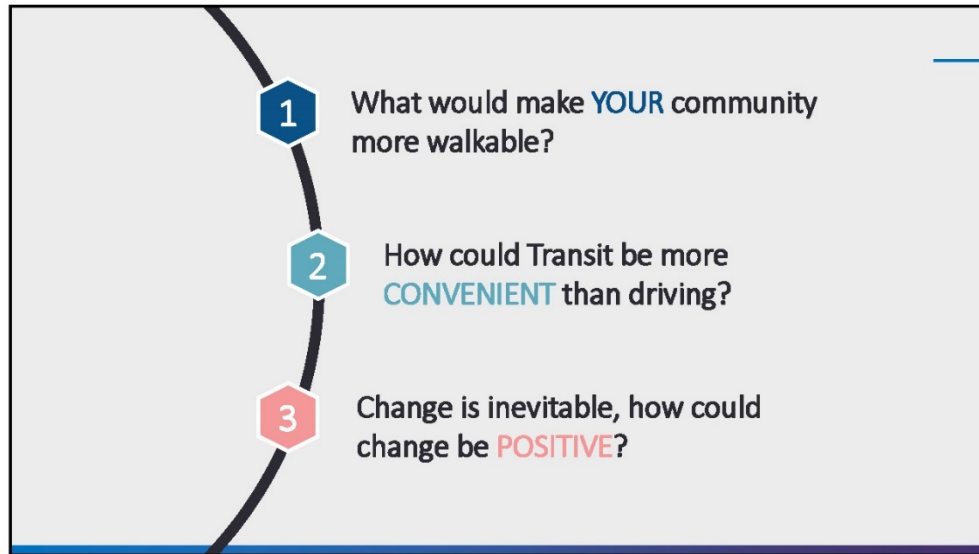 1
What would make YOUR community
more walkable?
2
How could Transit be more
CONVENIENT than driving?
3
Change is inevitable, how could
change be POSITIVE?